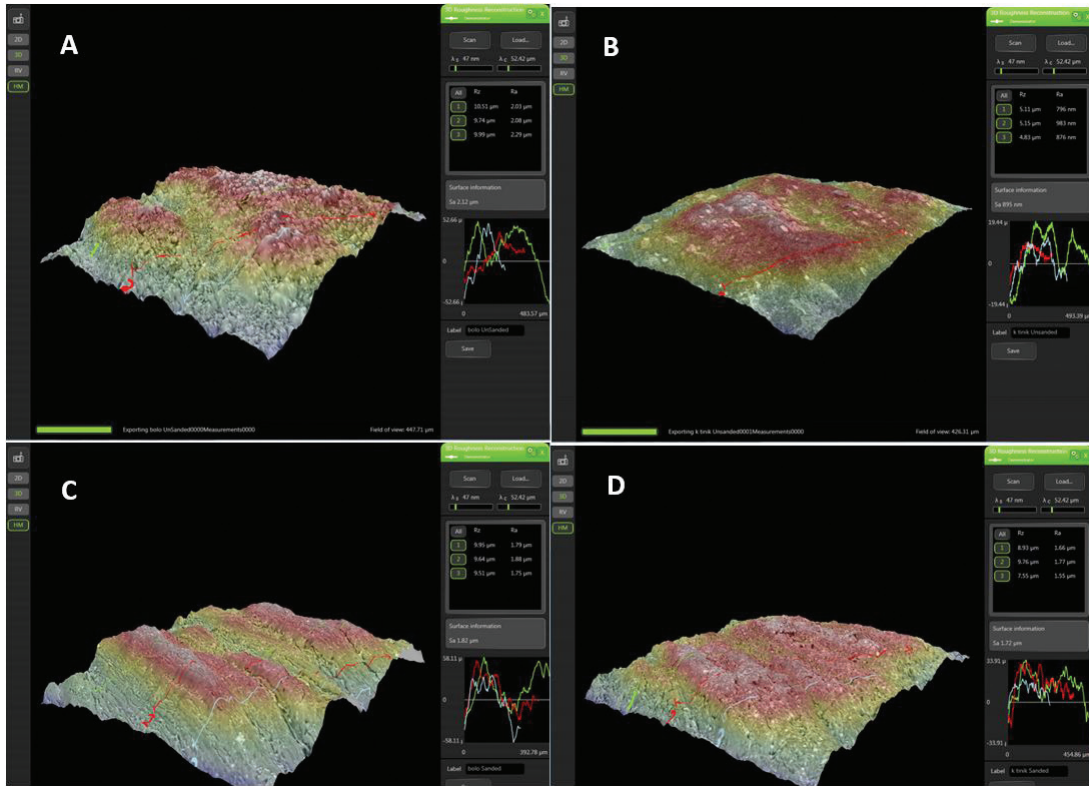 A
3D Roughness Reconstruction
Scan Load...
λ s 47 nm λ c 52.42 µm
All Rz Ra
1 10.51 µm 2.03 µm
2 9.74 µm 2.08 µm
3 9.99 µm 2.29 µm
Surface information
Sa 2.12 µm
52.66 µ
0
-52.66 µ
0 483.57 µm
Label bolo UnSanded
Save
2D
3D
RV
HM
Exporting bolo UnSanded0000Measurements0000
Field of view: 447.71 µm
B
3D Roughness Reconstruction
Scan Load...
λ s 47 nm λ c 52.42 µm
All Rz Ra
1 5.11 µm 796 nm
2 5.15 µm 983 nm
3 4.83 µm 876 nm
Surface information
Sa 895 nm
19.44 µ
0
-19.44 µ
0 493.39 µm
Label k tinik Unsanded
Save
2D
3D
RV
HM
Exporting k tinik Unsanded0001Measurements0000
Field of view: 426.31 µm
C
3D Roughness Reconstruction
Scan Load...
λ s 47 nm λ c 52.42 µm
All Rz Ra
1 9.95 µm 1.79 µm
2 9.64 µm 1.88 µm
3 9.51 µm 1.75 µm
Surface information
Sa 1.82 µm
58.11 µ
0
-58.11 µ
0 392.78 µm
Label bolo Sanded
2D
3D
RV
HM
D
3D Roughness Reconstruction
Scan Load...
λ s 47 nm λ c 52.42 µm
All Rz Ra
1 8.93 µm 1.66 µm
2 9.76 µm 1.77 µm
3 7.55 µm 1.55 µm
Surface information
Sa 1.72 µm
33.91 µ
0
-33.91 µ
0 454.86 µm
Label k tinik Sanded
2D
3D
RV
HM